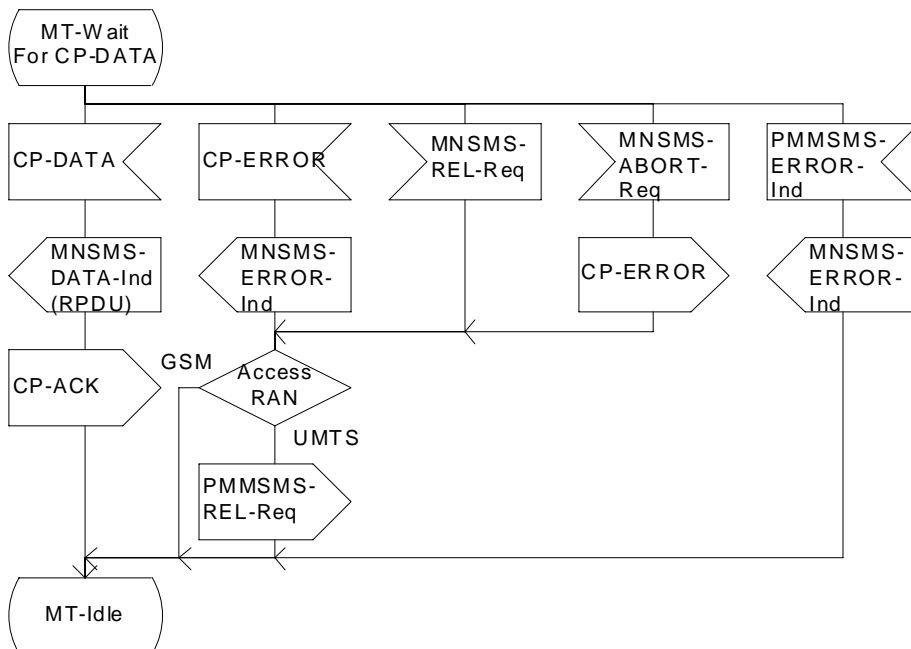 MT-Wait
For CP-DATA
CP-DATA
CP-ERROR
MNSMS-
REL-Req
MNSMS-
ABORT-
Req
PMMSMS-
ERROR-
Ind
MNSMS-
DATA-Ind
(RPDU)
MNSMS-
ERROR-
Ind
CP-ERROR
MNSMS-
ERROR-
Ind
CP-ACK
GSM
Access
RAN
UMTS
PMMSMS-
REL-Req
MT-Idle